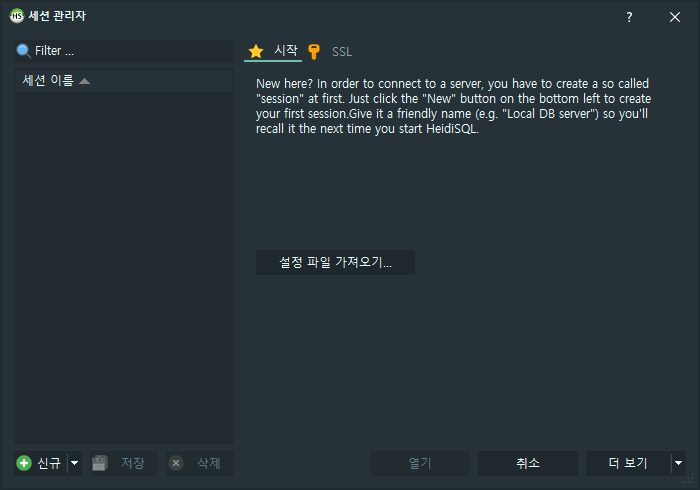 HS 세션 관리자
?
Filter ...
시작
SSL
세션 이름
New here? In order to connect to a server, you have to create a so called
"session" at first. Just click the "New" button on the bottom left to create
your first session.Give it a friendly name (e.g. "Local DB server") so you'll
recall it the next time you start HeidiSQL.
설정 파일 가져오기...
신규
저장
삭제
열기
취소
더 보기